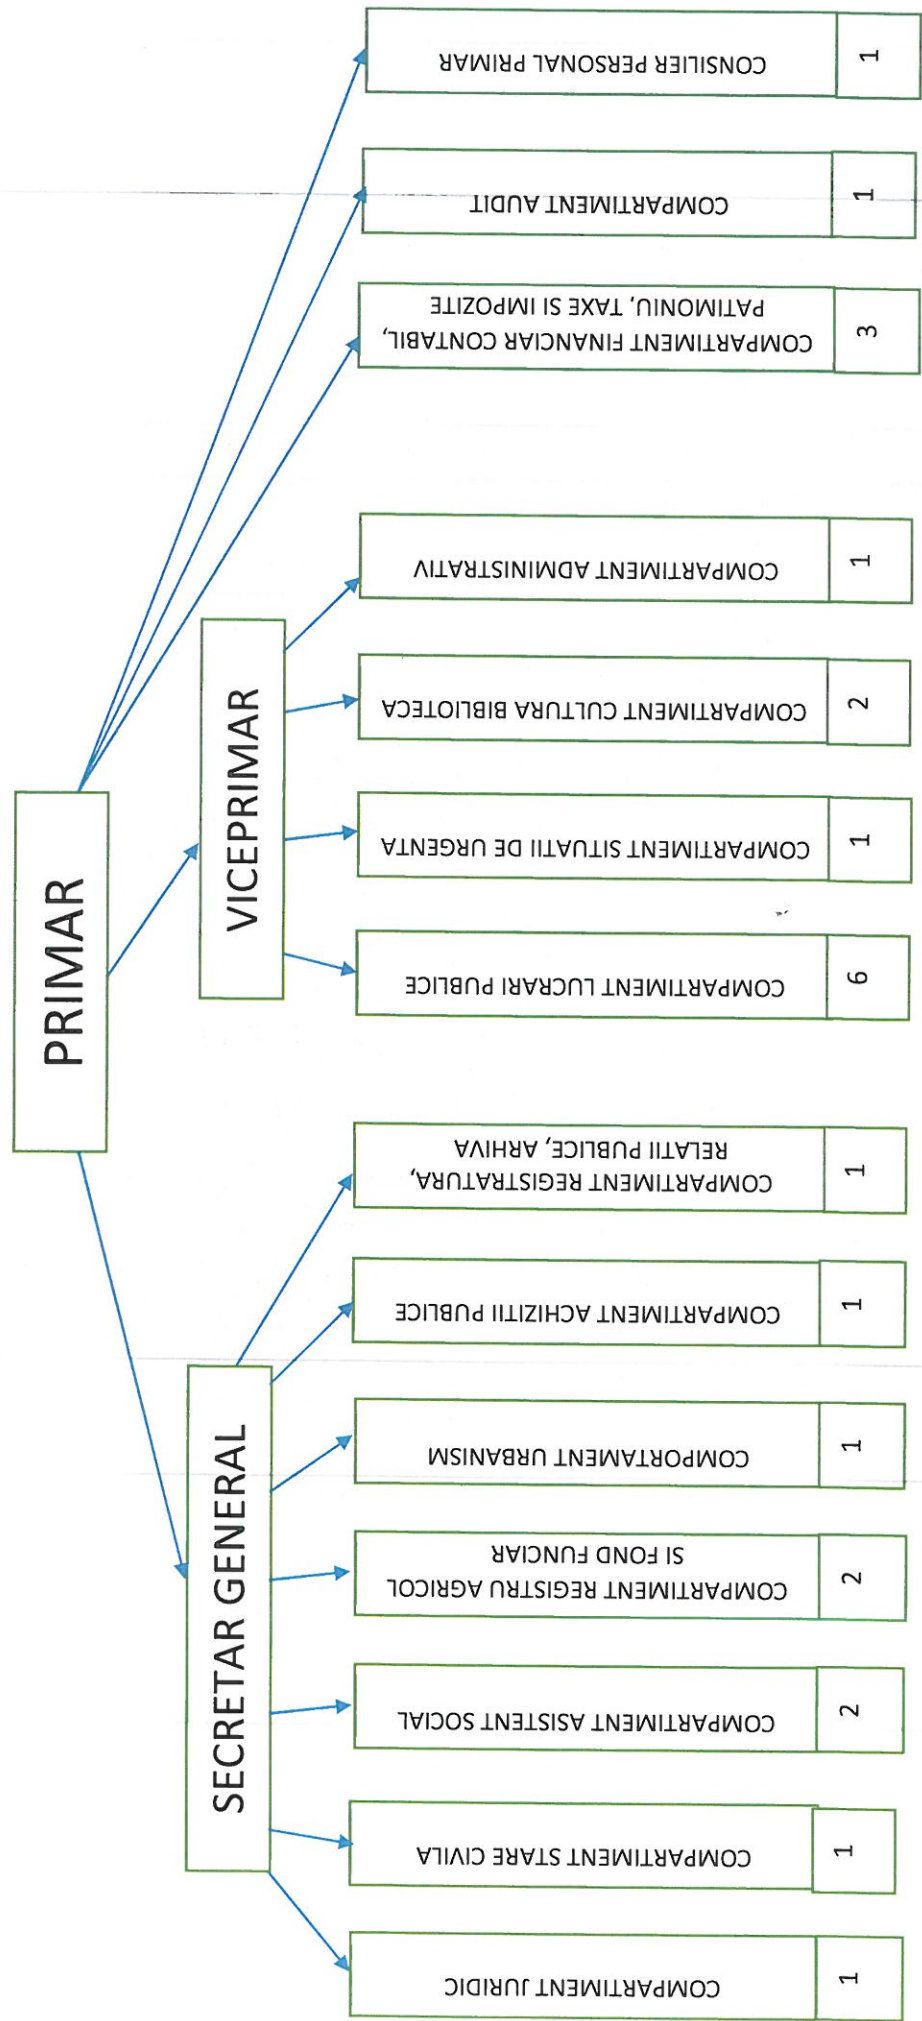 PRIMAR
SECRETAR GENERAL
VICEPRIMAR
COMPARTIMENT JURIDIC
1
COMPARTIMENT STARE CIVILA
1
COMPARTIMENT ASISTENT SOCIAL
2
COMPARTIMENT REGISTRU AGRICOL
SI FOND FUNCIAR
2
COMPORTAMENT URBANISM
1
COMPARTIMENT ACHIZITII PUBLICE
1
COMPARTIMENT REGISTRATURA,
RELATII PUBLICE, ARHIVA
1
COMPARTIMENT LUCRARI PUBLICE
6
COMPARTIMENT SITUATII DE URGENTA
1
COMPARTIMENT CULTURA BIBLIOTECA
2
COMPARTIMENT ADMINISTRATIV
1
COMPARTIMENT FINANCIAR CONTABIL,
PATIMONIU, TAXE SI IMPOZITE
3
COMPARTIMENT AUDIT
1
CONSILIER PERSONAL PRIMAR
1